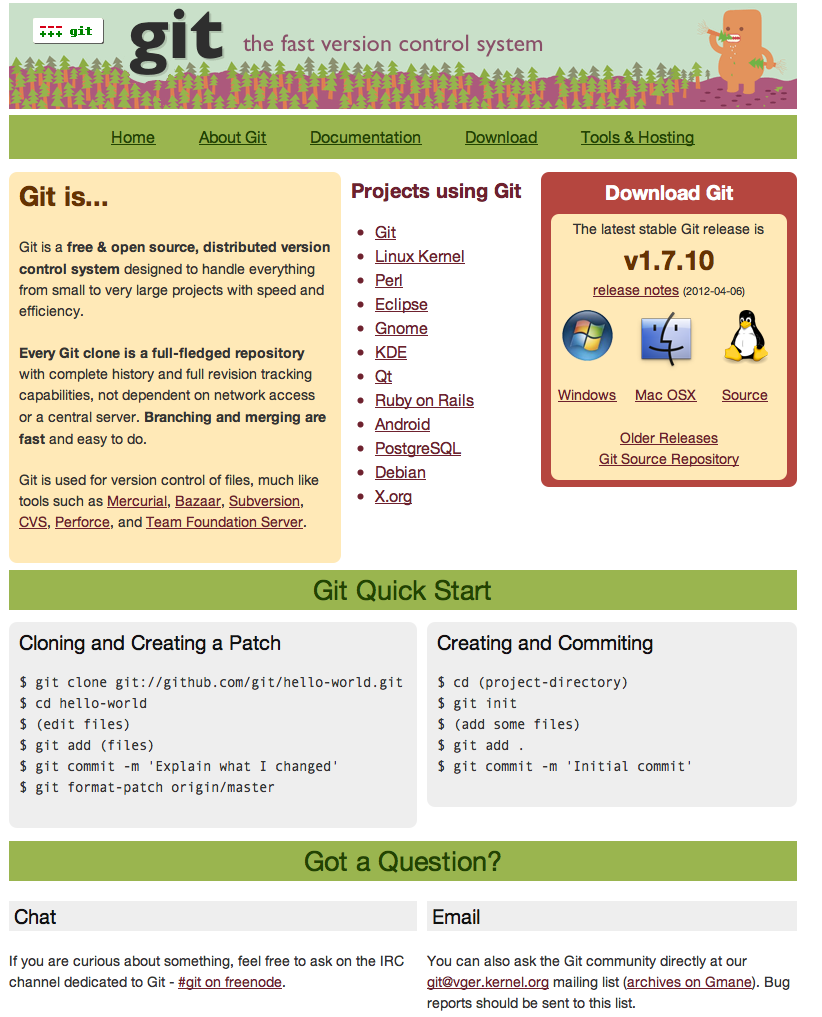 --- git
+++
git
the fast version control system
Home About Git Documentation Download Tools & Hosting
Git is...
Git is a free & open source, distributed version
control system designed to handle everything
from small to very large projects with speed and
efficiency.
Every Git clone is a full-fledged repository
with complete history and full revision tracking
capabilities, not dependent on network access
or a central server. Branching and merging are
fast and easy to do.
Git is used for version control of files, much like
tools such as Mercurial, Bazaar, Subversion,
CVS, Perforce, and Team Foundation Server.
Projects using Git
• Git
• Linux Kernel
• Perl
• Eclipse
• Gnome
• KDE
• Qt
• Ruby on Rails
• Android
• PostgreSQL
• Debian
• X.org
Download Git
The latest stable Git release is
v1.7.10
release notes (2012-04-06)
Windows Mac OSX Source
Older Releases
Git Source Repository
Git Quick Start
Cloning and Creating a Patch
$ git clone git://github.com/git/hello-world.git
$ cd hello-world
$ (edit files)
$ git add (files)
$ git commit -m 'Explain what I changed'
$ git format-patch origin/master
Creating and Commiting
$ cd (project-directory)
$ git init
$ (add some files)
$ git add .
$ git commit -m 'Initial commit'
Got a Question?
Chat
If you are curious about something, feel free to ask on the IRC
channel dedicated to Git - #git on freenode.
Email
You can also ask the Git community directly at our
git@vger.kernel.org mailing list (archives on Gmane). Bug
reports should be sent to this list.